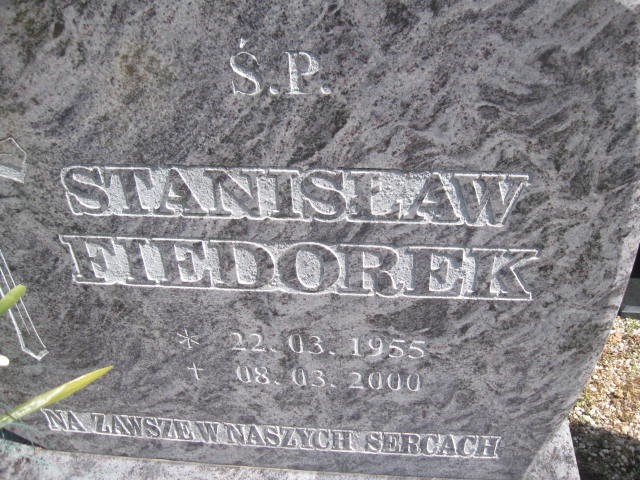 Ś.P.
STANISŁAW
FIEDOREK
* 22.03.1955
† 08.03.2000
NA ZAWSZE W NASZYCH SERCACH